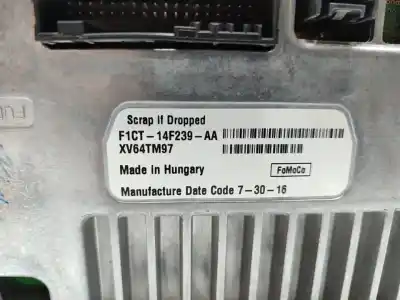 Scrap if Dropped
F1CT-14F239-AA
XV64TM97
Made in Hungary
FoMoCo
Manufacture Date Code 7-30-16